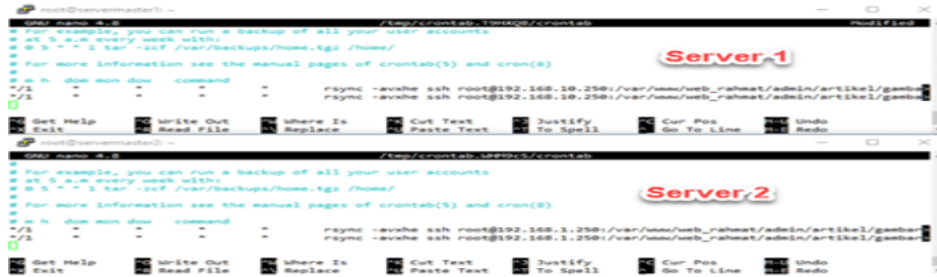 root@servermaster1: ~
GNU nano 4.8 /tmp/crontab.T9HXQB/crontab Modified
# For example, you can run a backup of all your user accounts
# at 5 a.m every week with:
# 0 5 * * 1 tar -zcf /var/backups/home.tgz /home/
#
# For more information see the manual pages of crontab(5) and cron(8)
#
# m h dom mon dow command
*/1 * * * * rsync -avxhe ssh root@192.168.10.250:/var/www/web_rahmat/admin/artikel/gambar
*/1 * * * * rsync -avxhe ssh root@192.168.10.250:/var/www/web_rahmat/admin/artikel/gambar
Server 1
^G Get Help ^O Write Out ^W Where Is ^K Cut Text ^J Justify ^C Cur Pos M-U Undo
^X Exit ^R Read File ^\ Replace ^U Paste Text ^T To Spell ^_ Go To Line M-E Redo
root@servermaster2: ~
GNU nano 4.8 /tmp/crontab.WMM9c5/crontab
#
# For example, you can run a backup of all your user accounts
# at 5 a.m every week with:
# 0 5 * * 1 tar -zcf /var/backups/home.tgz /home/
#
# For more information see the manual pages of crontab(5) and cron(8)
#
# m h dom mon dow command
*/1 * * * * rsync -avxhe ssh root@192.168.1.250:/var/www/web_rahmat/admin/artikel/gambar
*/1 * * * * rsync -avxhe ssh root@192.168.1.250:/var/www/web_rahmat/admin/artikel/gambar
Server 2
^G Get Help ^O Write Out ^W Where Is ^K Cut Text ^J Justify ^C Cur Pos M-U Undo
^X Exit ^R Read File ^\ Replace ^U Paste Text ^T To Spell ^_ Go To Line M-E Redo